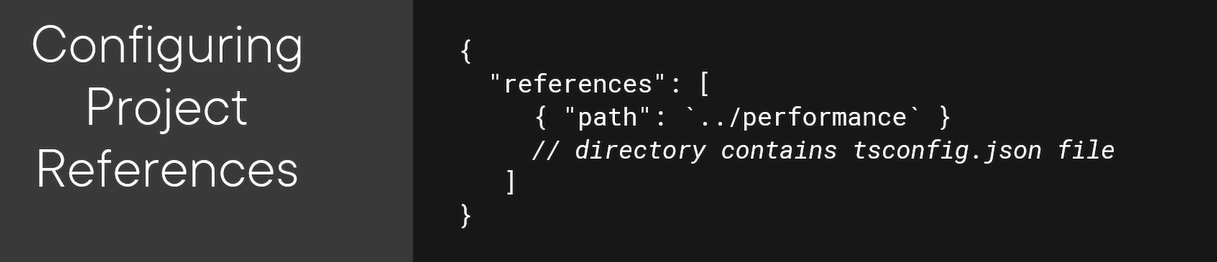 Configuring
Project
References
{
"references": [
{ "path": `../performance` }
// directory contains tsconfig.json file
]
}